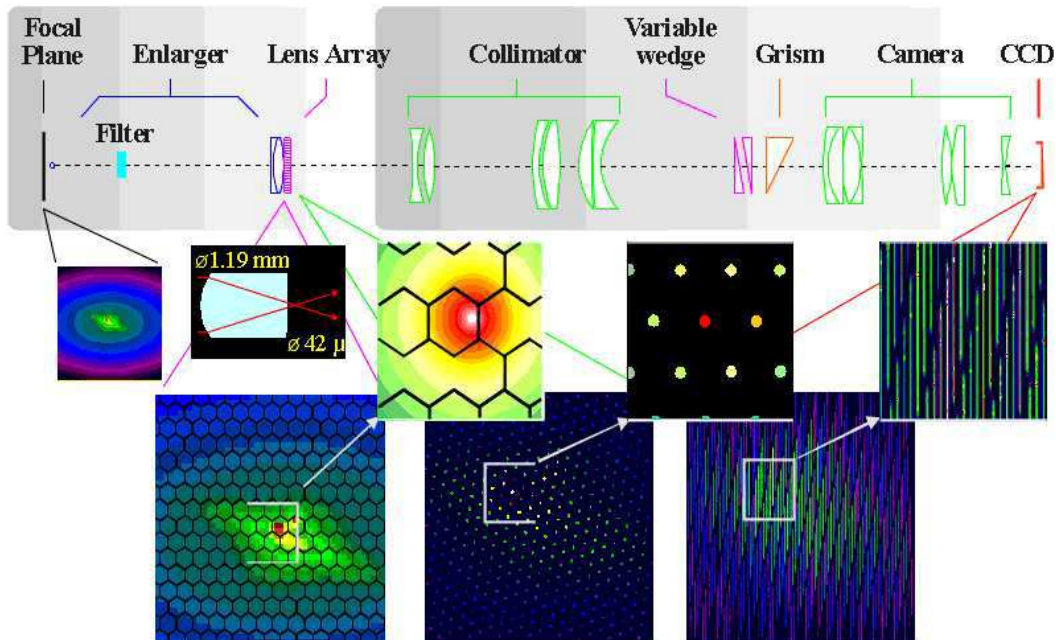 Focal
Plane
Enlarger
Lens Array
Collimator
Variable
wedge
Grism
Camera
CCD
Filter
ø1.19 mm
ø 42 µ